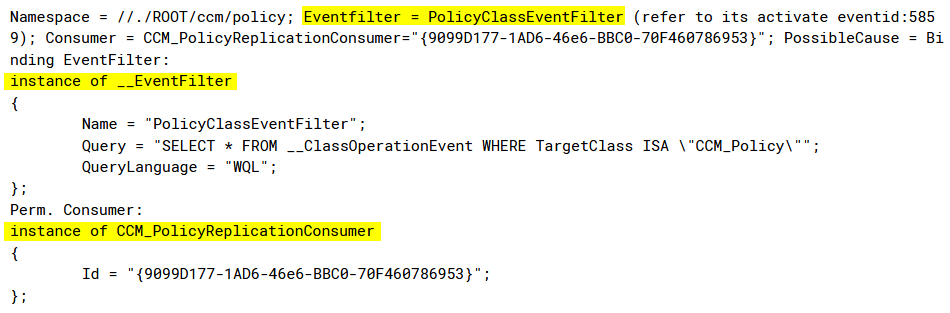 Namespace = //./ROOT/ccm/policy; Eventfilter = PolicyClassEventFilter (refer to its activate eventid:585
9); Consumer = CCM_PolicyReplicationConsumer="{9099D177-1AD6-46e6-BBC0-70F460786953}"; PossibleCause = Bi
nding EventFilter:
instance of __EventFilter
{
        Name = "PolicyClassEventFilter";
        Query = "SELECT * FROM __ClassOperationEvent WHERE TargetClass ISA \"CCM_Policy\"";
        QueryLanguage = "WQL";
};
Perm. Consumer:
instance of CCM_PolicyReplicationConsumer
{
        Id = "{9099D177-1AD6-46e6-BBC0-70F460786953}";
};